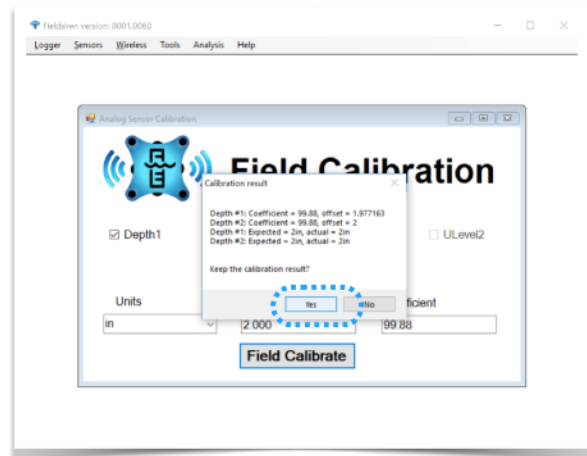 Fieldsiren version: 8001.0060
Logger Sensors Wireless Tools Analysis Help
Analog Sensor Calibration
Field Calibration
Calibration result
Depth #1: Coefficient = 99.88, offset = 1.977163
Depth #2: Coefficient = 99.88, offset = 2
Depth #1: Expected = 2in, actual = 2in
Depth #2: Expected = 2in, actual = 2in
Depth1
ULevel2
Keep the calibration result?
Yes No
Units
ficient
in
2.000
99.88
Field Calibrate